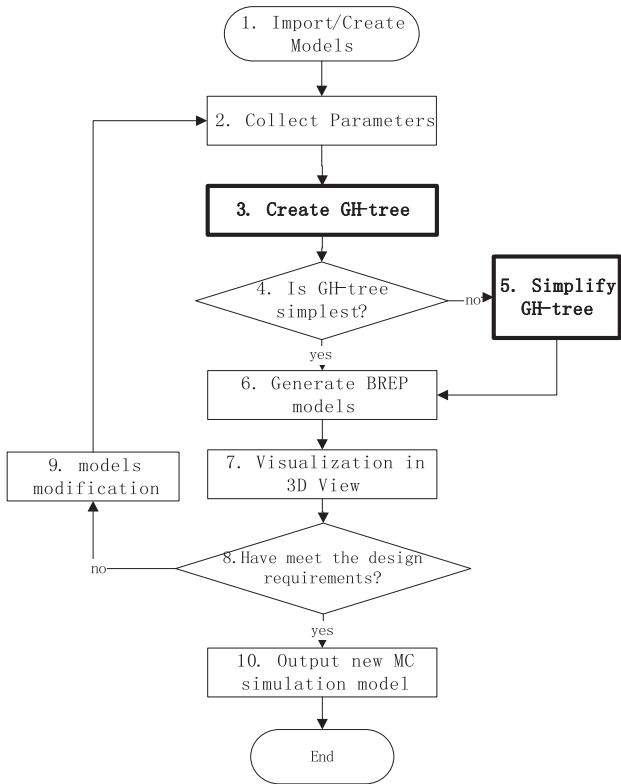 1. Import/Create
Models
2. Collect Parameters
3. Create GH-tree
4. Is GH-tree
simplest?
no
5. Simplify
GH-tree
yes
6. Generate BREP
models
7. Visualization in
3D View
9. models
modification
8.Have meet the design
requirements?
no
yes
10. Output new MC
simulation model
End